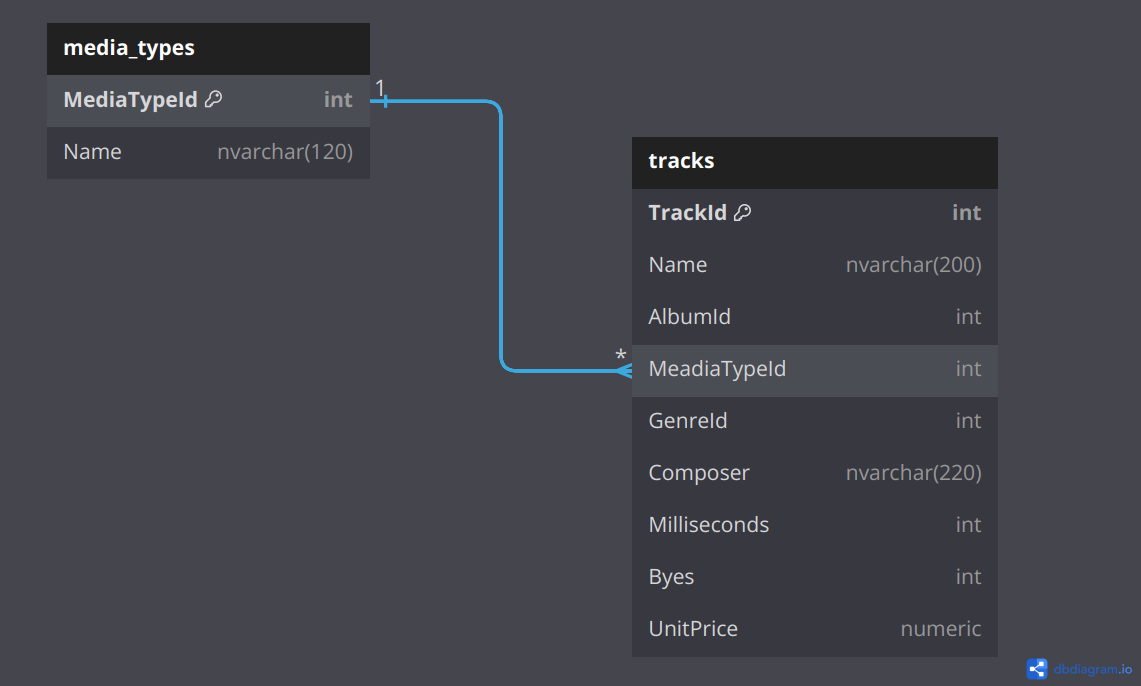 media_types
MediaTypeId int
Name nvarchar(120)
1
tracks
TrackId int
Name nvarchar(200)
AlbumId int
*
MeadiaTypeId int
GenreId int
Composer nvarchar(220)
Milliseconds int
Byes int
UnitPrice numeric
dbdiagram.io